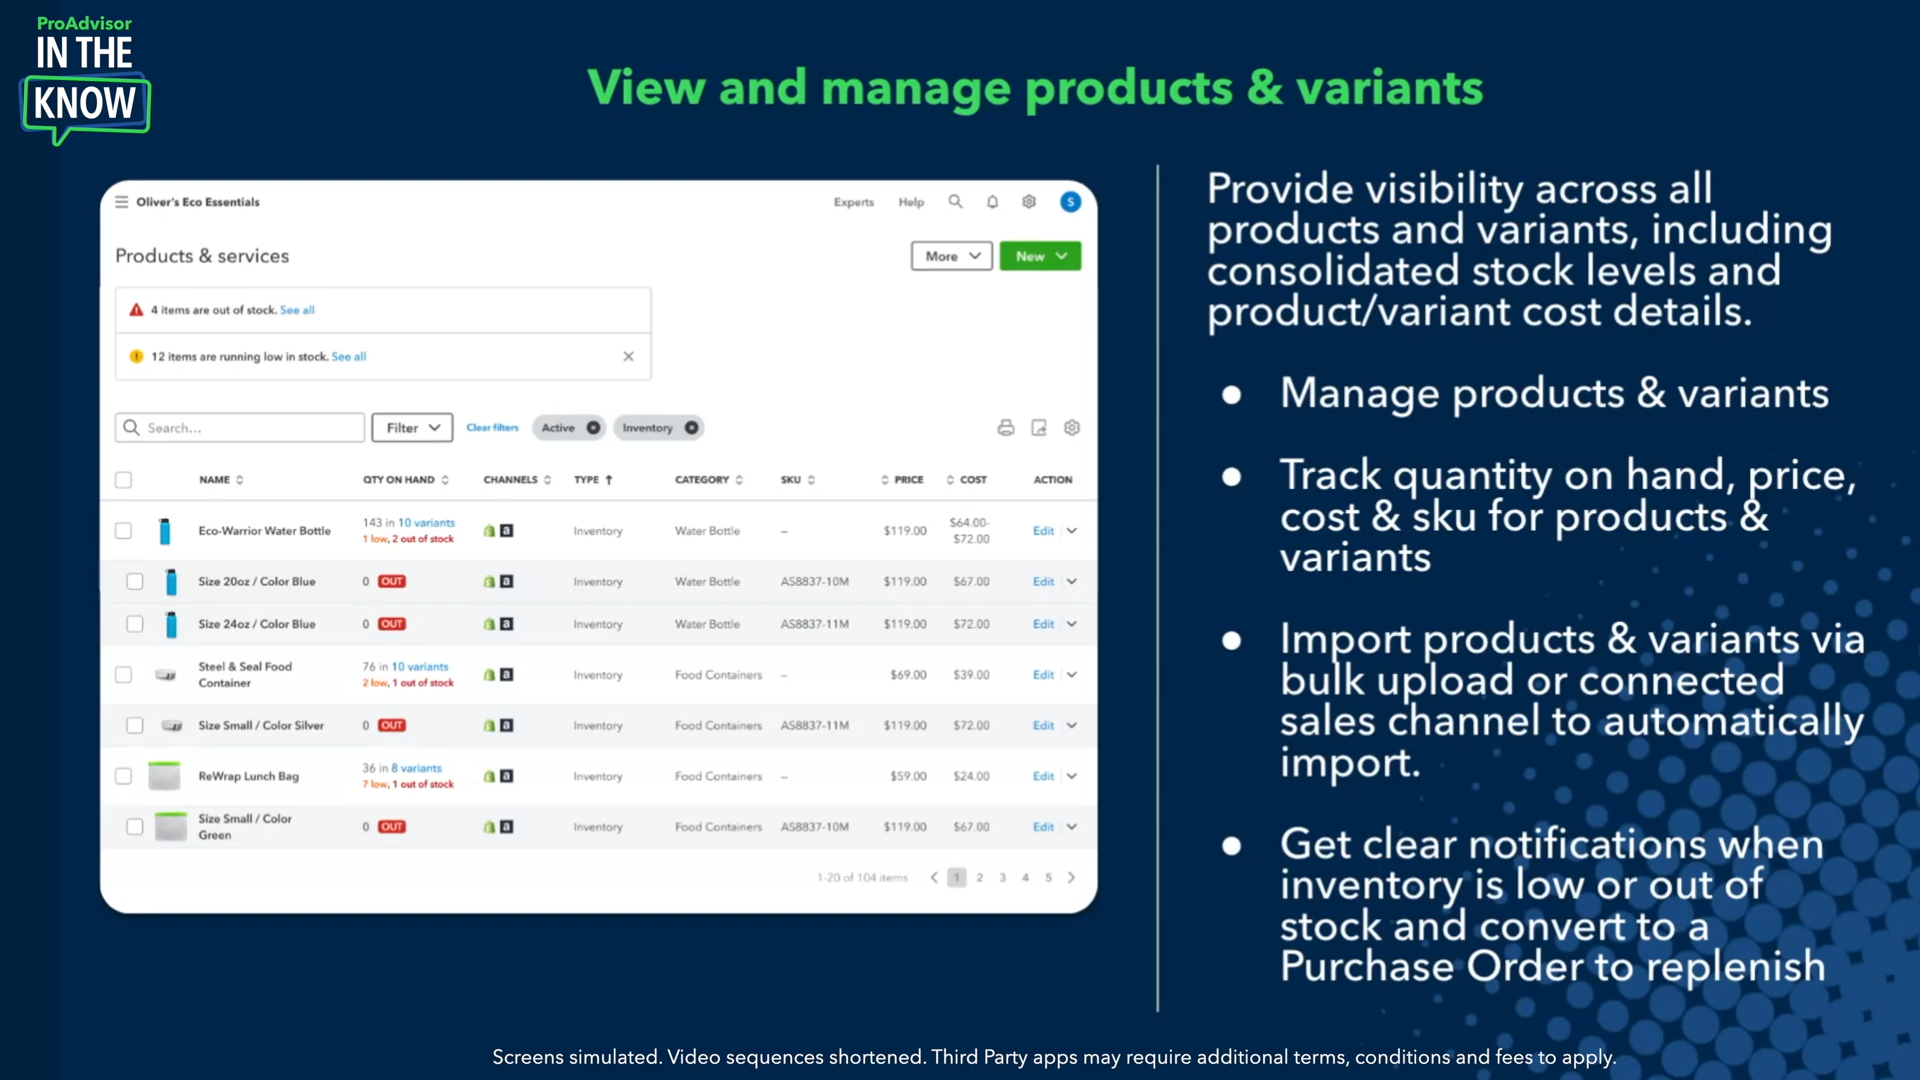 ProAdvisor
IN THE
KNOW
View and manage products & variants
Oliver's Eco Essentials
Experts
Help
S
Products & services
More
New
4 items are out of stock. See all
12 items are running low in stock. See all
Search...
Filter
Clear filters
Active
Inventory
NAME QTY ON HAND CHANNELS TYPE CATEGORY SKU PRICE COST ACTION
Eco-Warrior Water Bottle 143 in 10 variants a Inventory Water Bottle – $119.00 $64.00- Edit
1 low, 2 out of stock $72.00
Size 20oz / Color Blue 0 OUT a Inventory Water Bottle AS8837-10M $119.00 $67.00 Edit
Size 24oz / Color Blue 0 OUT a Inventory Water Bottle AS8837-11M $119.00 $72.00 Edit
Steel & Seal Food 76 in 10 variants a Inventory Food Containers – $69.00 $39.00 Edit
Container 2 low, 1 out of stock
Size Small / Color Silver 0 OUT a Inventory Food Containers AS8837-11M $119.00 $72.00 Edit
ReWrap Lunch Bag 36 in 8 variants a Inventory Food Containers – $59.00 $24.00 Edit
7 low, 1 out of stock
Size Small / Color 0 OUT a Inventory Food Containers AS8837-10M $119.00 $67.00 Edit
Green
1-20 of 104 items 1 2 3 4 5
Provide visibility across all
products and variants, including
consolidated stock levels and
product/variant cost details.
● Manage products & variants
● Track quantity on hand, price,
cost & sku for products &
variants
● Import products & variants via
bulk upload or connected
sales channel to automatically
import.
● Get clear notifications when
inventory is low or out of
stock and convert to a
Purchase Order to replenish
Screens simulated. Video sequences shortened. Third Party apps may require additional terms, conditions and fees to apply.